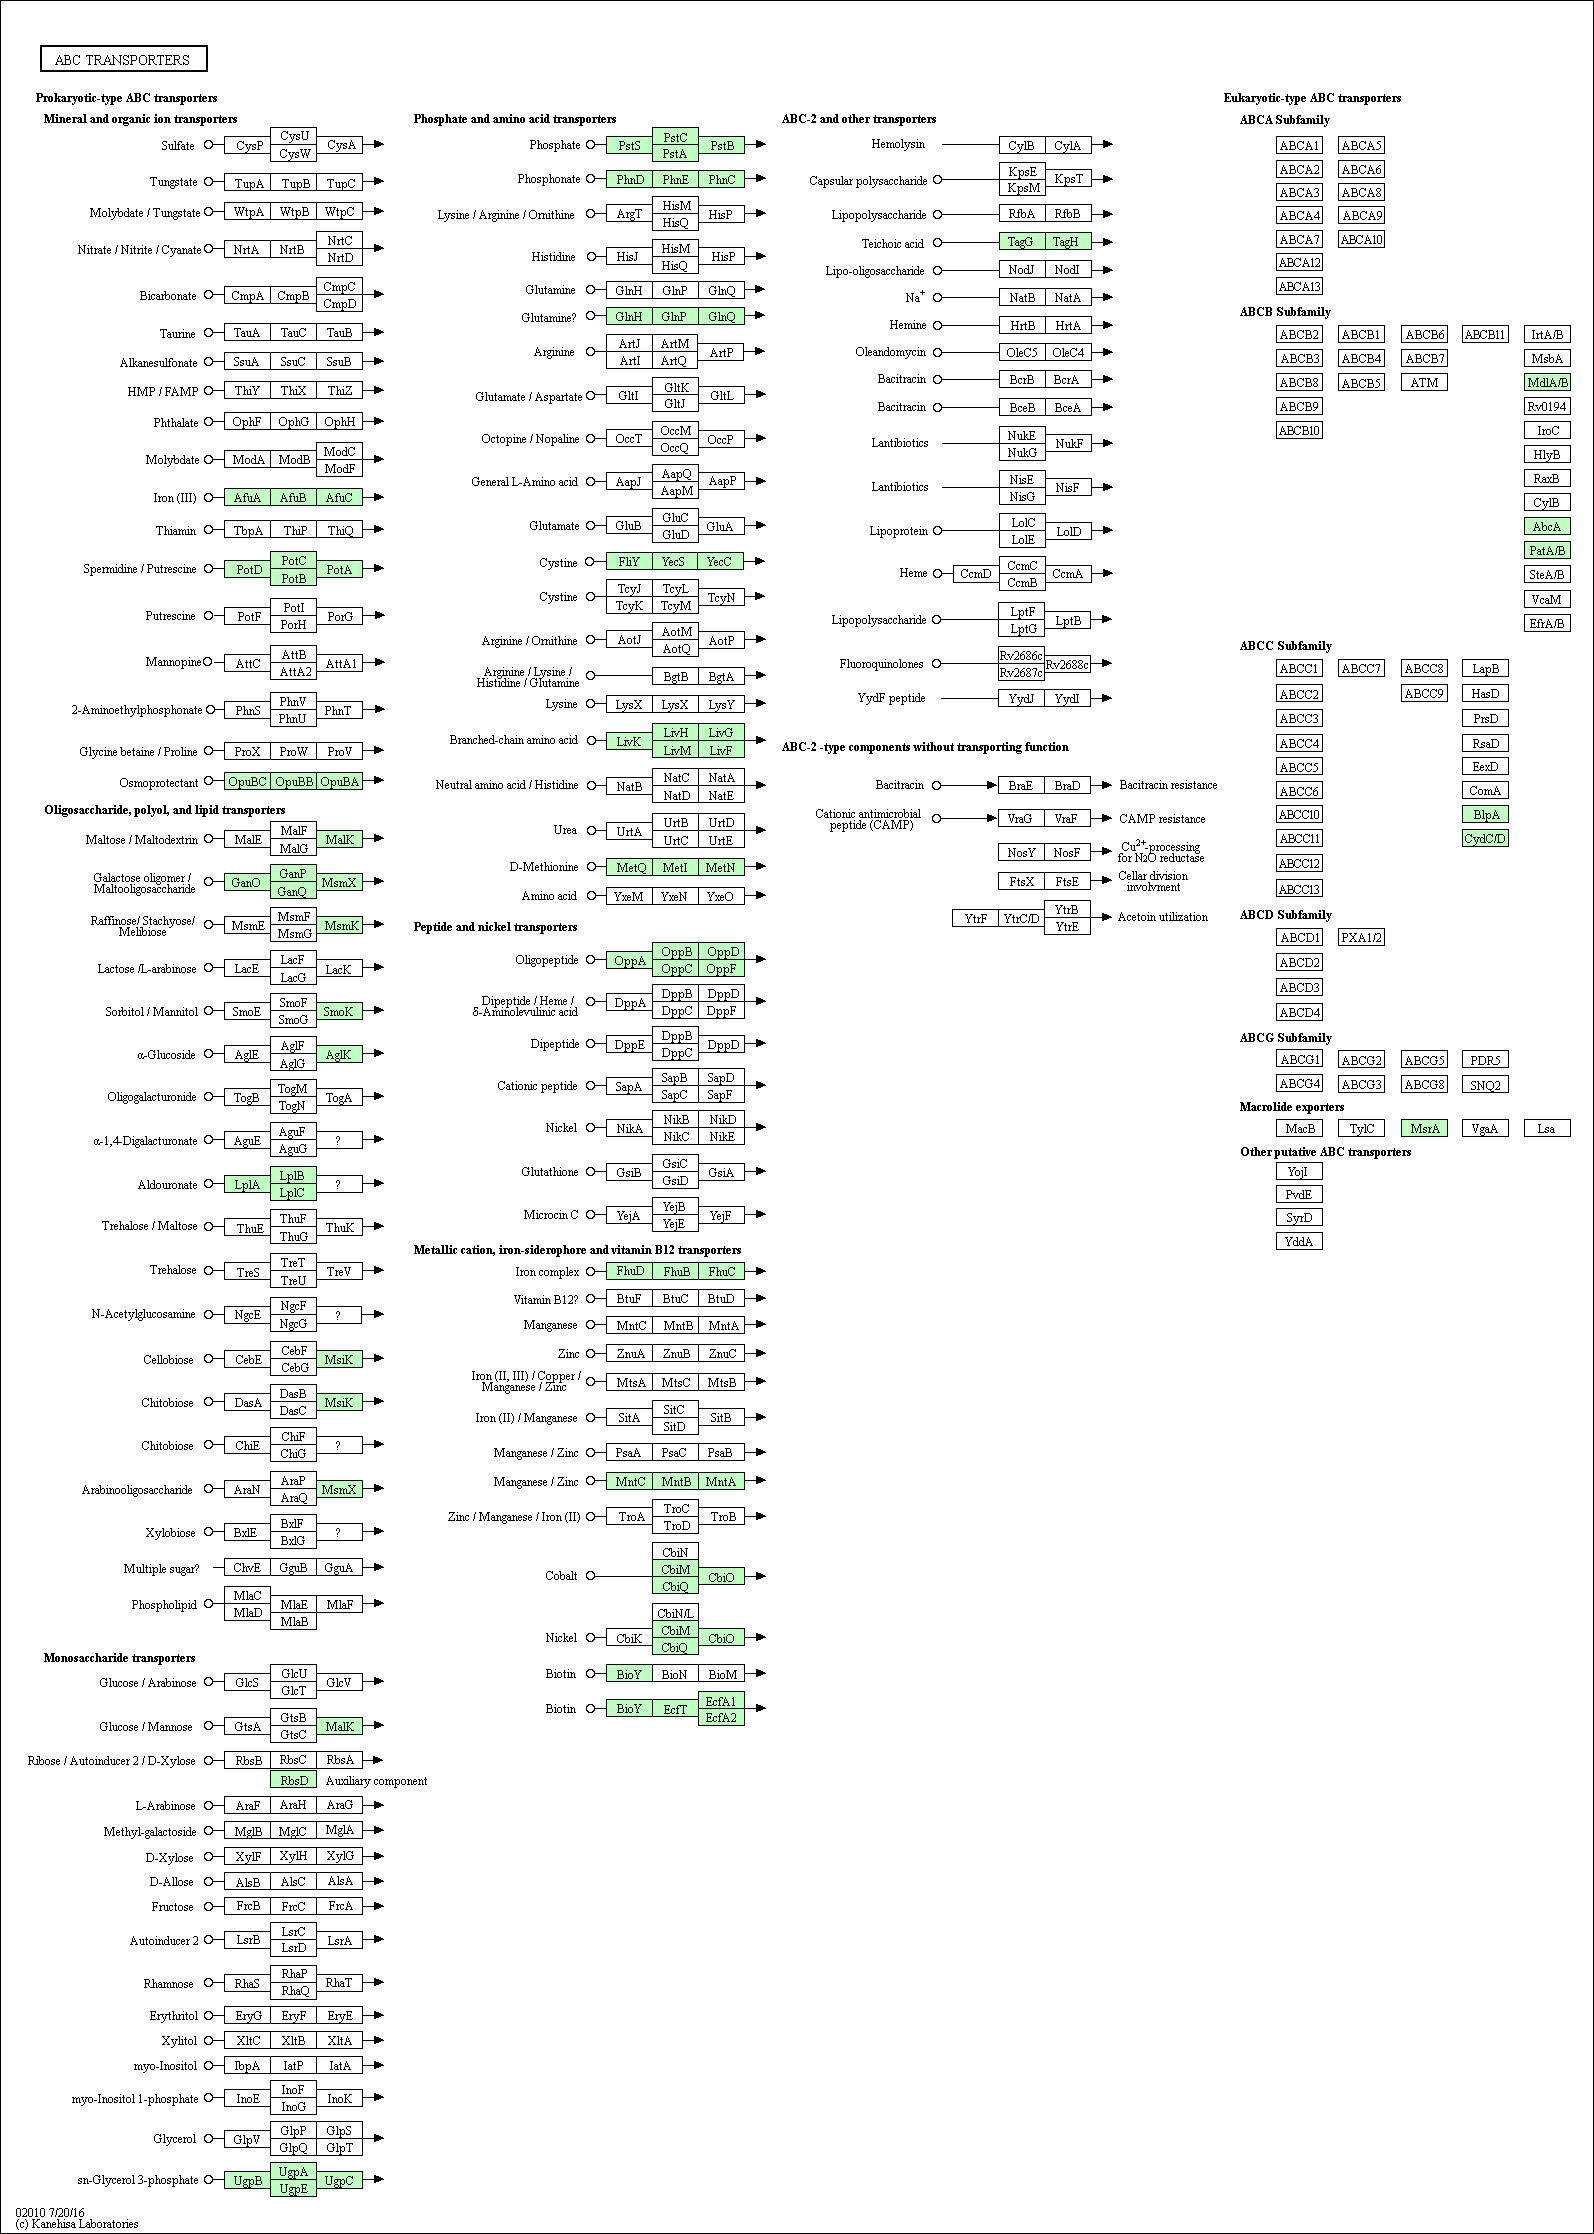 ABC TRANSPORTERS
Prokaryotic-type ABC transporters
Mineral and organic ion transporters
Sulfate CysP CysU CysW CysA
Tungstate TupA TupB TupC
Molybdate / Tungstate WtpA WtpB WtpC
Nitrate / Nitrite / Cyanate NrtA NrtB NrtC NrtD
Bicarbonate CmpA CmpB CmpC CmpD
Taurine TauA TauC TauB
Alkanesulfonate SsuA SsuC SsuB
HMP / FAMP ThiY ThiX ThiZ
Phthalate OphF OphG OphH
Molybdate ModA ModB ModC ModF
Iron (III) AfuA AfuB AfuC
Thiamin TbpA ThiP ThiQ
Spermidine / Putrescine PotD PotC PotB PotA
Putrescine PotF PotI PorH PorG
Mannopine AttC AttB AttA2 AttA1
2-Aminoethylphosphonate PhnS PhnV PhnU PhnT
Glycine betaine / Proline ProX ProW ProV
Osmoprotectant OpuBC OpuBB OpuBA
Oligosaccharide, polyol, and lipid transporters
Maltose / Maltodextrin MalE MalF MalG MalK
Galactose oligomer /
Maltooligosaccharide GanO GanP GanQ MsmX
Raffinose/ Stachyose/
Melibiose MsmE MsmF MsmG MsmK
Lactose /L-arabinose LacE LacF LacG LacK
Sorbitol / Mannitol SmoE SmoF SmoG SmoK
α-Glucoside AglE AglF AglG AglK
Oligogalacturonide TogB TogM TogN TogA
α-1,4-Digalacturonate AguE AguF AguG ?
Aldouronate LplA LplB LplC ?
Trehalose / Maltose ThuE ThuF ThuG ThuK
Trehalose TreS TreT TreU TreV
N-Acetylglucosamine NgcE NgcF NgcG ?
Cellobiose CebE CebF CebG MsiK
Chitobiose DasA DasB DasC MsiK
Chitobiose ChiE ChiF ChiG ?
Arabinooligosaccharide AraN AraP AraQ MsmX
Xylobiose BxlE BxlF BxlG ?
Multiple sugar? ChvE GguB GguA
Phospholipid MlaC MlaD MlaE MlaB MlaF
Monosaccharide transporters
Glucose / Arabinose GlcS GlcU GlcT GlcV
Glucose / Mannose GtsA GtsB GtsC MalK
Ribose / Autoinducer 2 / D-Xylose RbsB RbsC RbsA
RbsD Auxiliary component
L-Arabinose AraF AraH AraG
Methyl-galactoside MglB MglC MglA
D-Xylose XylF XylH XylG
D-Allose AlsB AlsC AlsA
Fructose FrcB FrcC FrcA
Autoinducer 2 LsrB LsrC LsrD LsrA
Rhamnose RhaS RhaP RhaQ RhaT
Erythritol EryG EryF EryE
Xylitol XltC XltB XltA
myo-Inositol IbpA IatP IatA
myo-Inositol 1-phosphate InoE InoF InoG InoK
Glycerol GlpV GlpP GlpQ GlpS GlpT
sn-Glycerol 3-phosphate UgpB UgpA UgpE UgpC
02010 7/20/16
(c) Kanehisa Laboratories
Phosphate and amino acid transporters
Phosphate PstS PstC PstA PstB
Phosphonate PhnD PhnE PhnC
Lysine / Arginine / Ornithine ArgT HisM HisQ HisP
Histidine HisJ HisM HisQ HisP
Glutamine GlnH GlnP GlnQ
Glutamine? GlnH GlnP GlnQ
Arginine ArtJ ArtI ArtM ArtQ ArtP
Glutamate / Aspartate GltI GltK GltJ GltL
Octopine / Nopaline OccT OccM OccQ OccP
General L-Amino acid AapJ AapQ AapM AapP
Glutamate GluB GluC GluD GluA
Cystine FliY YecS YecC
Cystine TcyJ TcyK TcyL TcyM TcyN
Arginine / Ornithine AotJ AotM AotQ AotP
Arginine / Lysine /
Histidine / Glutamine BgtB BgtA
Lysine LysX LysX LysY
Branched-chain amino acid LivK LivH LivM LivG LivF
Neutral amino acid / Histidine NatB NatC NatD NatA NatE
Urea UrtA UrtB UrtC UrtD UrtE
D-Methionine MetQ MetI MetN
Amino acid YxeM YxeN YxeO
Peptide and nickel transporters
Oligopeptide OppA OppB OppC OppD OppF
Dipeptide / Heme /
δ-Aminolevulinic acid DppA DppB DppC DppD DppF
Dipeptide DppE DppB DppC DppD
Cationic peptide SapA SapB SapC SapD SapF
Nickel NikA NikB NikC NikD NikE
Glutathione GsiB GsiC GsiD GsiA
Microcin C YejA YejB YejE YejF
Metallic cation, iron-siderophore and vitamin B12 transporters
Iron complex FhuD FhuB FhuC
Vitamin B12? BtuF BtuC BtuD
Manganese MntC MntB MntA
Zinc ZnuA ZnuB ZnuC
Iron (II, III) / Copper /
Manganese / Zinc MtsA MtsC MtsB
Iron (II) / Manganese SitA SitC SitD SitB
Manganese / Zinc PsaA PsaC PsaB
Manganese / Zinc MntC MntB MntA
Zinc / Manganese / Iron (II) TroA TroC TroD TroB
Cobalt CbiN CbiM CbiQ CbiO
Nickel CbiK CbiN/L CbiM CbiQ CbiO
Biotin BioY BioN BioM
Biotin BioY EcfT EcfA1 EcfA2
ABC-2 and other transporters
Hemolysin CylB CylA
Capsular polysaccharide KpsE KpsM KpsT
Lipopolysaccharide RfbA RfbB
Teichoic acid TagG TagH
Lipo-oligosaccharide NodJ NodI
Na+ NatB NatA
Hemine HrtB HrtA
Oleandomycin OleC5 OleC4
Bacitracin BcrB BcrA
Bacitracin BceB BceA
Lantibiotics NukE NukG NukF
Lantibiotics NisE NisG NisF
Lipoprotein LolC LolE LolD
Heme CcmD CcmC CcmB CcmA
Lipopolysaccharide LptF LptG LptB
Fluoroquinolones Rv2686c Rv2687c Rv2688c
YydF peptide YydJ YydI
ABC-2 -type components without transporting function
Bacitracin BraE BraD Bacitracin resistance
Cationic antimicrobial
peptide (CAMP) VraG VraF CAMP resistance
NosY NosF Cu2+-processing
for N2O reductase
FtsX FtsE Cellar division
involvment
YtrF YtrC/D YtrB YtrE Acetoin utilization
Eukaryotic-type ABC transporters
ABCA Subfamily
ABCA1 ABCA5
ABCA2 ABCA6
ABCA3 ABCA8
ABCA4 ABCA9
ABCA7 ABCA10
ABCA12
ABCA13
ABCB Subfamily
ABCB2 ABCB1 ABCB6 ABCB11 IrtA/B
ABCB3 ABCB4 ABCB7 MsbA
ABCB8 ABCB5 ATM MdlA/B
ABCB9 Rv0194
ABCB10 IroC
HlyB
RaxB
CylB
AbcA
PatA/B
SteA/B
VcaM
EfrA/B
ABCC Subfamily
ABCC1 ABCC7 ABCC8 LapB
ABCC2 ABCC9 HasD
ABCC3 PrsD
ABCC4 RsaD
ABCC5 EexD
ABCC6 ComA
ABCC10 BlpA
ABCC11 CydC/D
ABCC12
ABCC13
ABCD Subfamily
ABCD1 PXA1/2
ABCD2
ABCD3
ABCD4
ABCG Subfamily
ABCG1 ABCG2 ABCG5 PDR5
ABCG4 ABCG3 ABCG8 SNQ2
Macrolide exporters
MacB TylC MsrA VgaA Lsa
Other putative ABC transporters
YojI
PvdE
SyrD
YddA